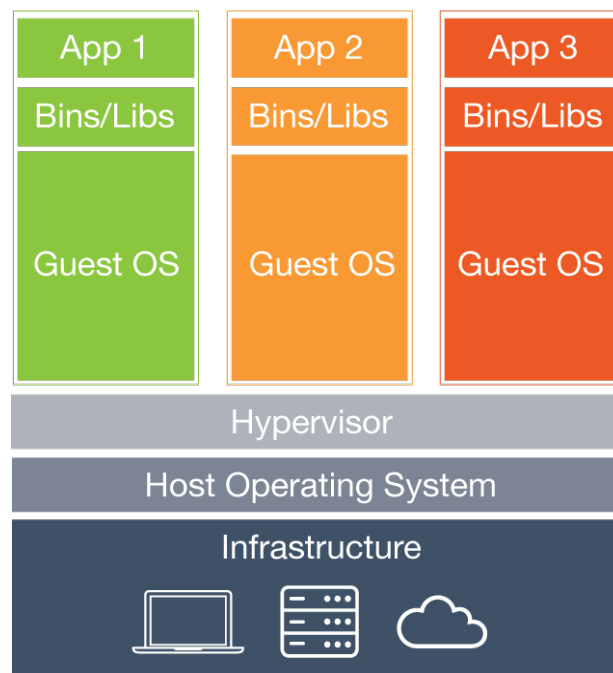 App 1
App 2
App 3
Bins/Libs
Bins/Libs
Bins/Libs
Guest OS
Guest OS
Guest OS
Hypervisor
Host Operating System
Infrastructure